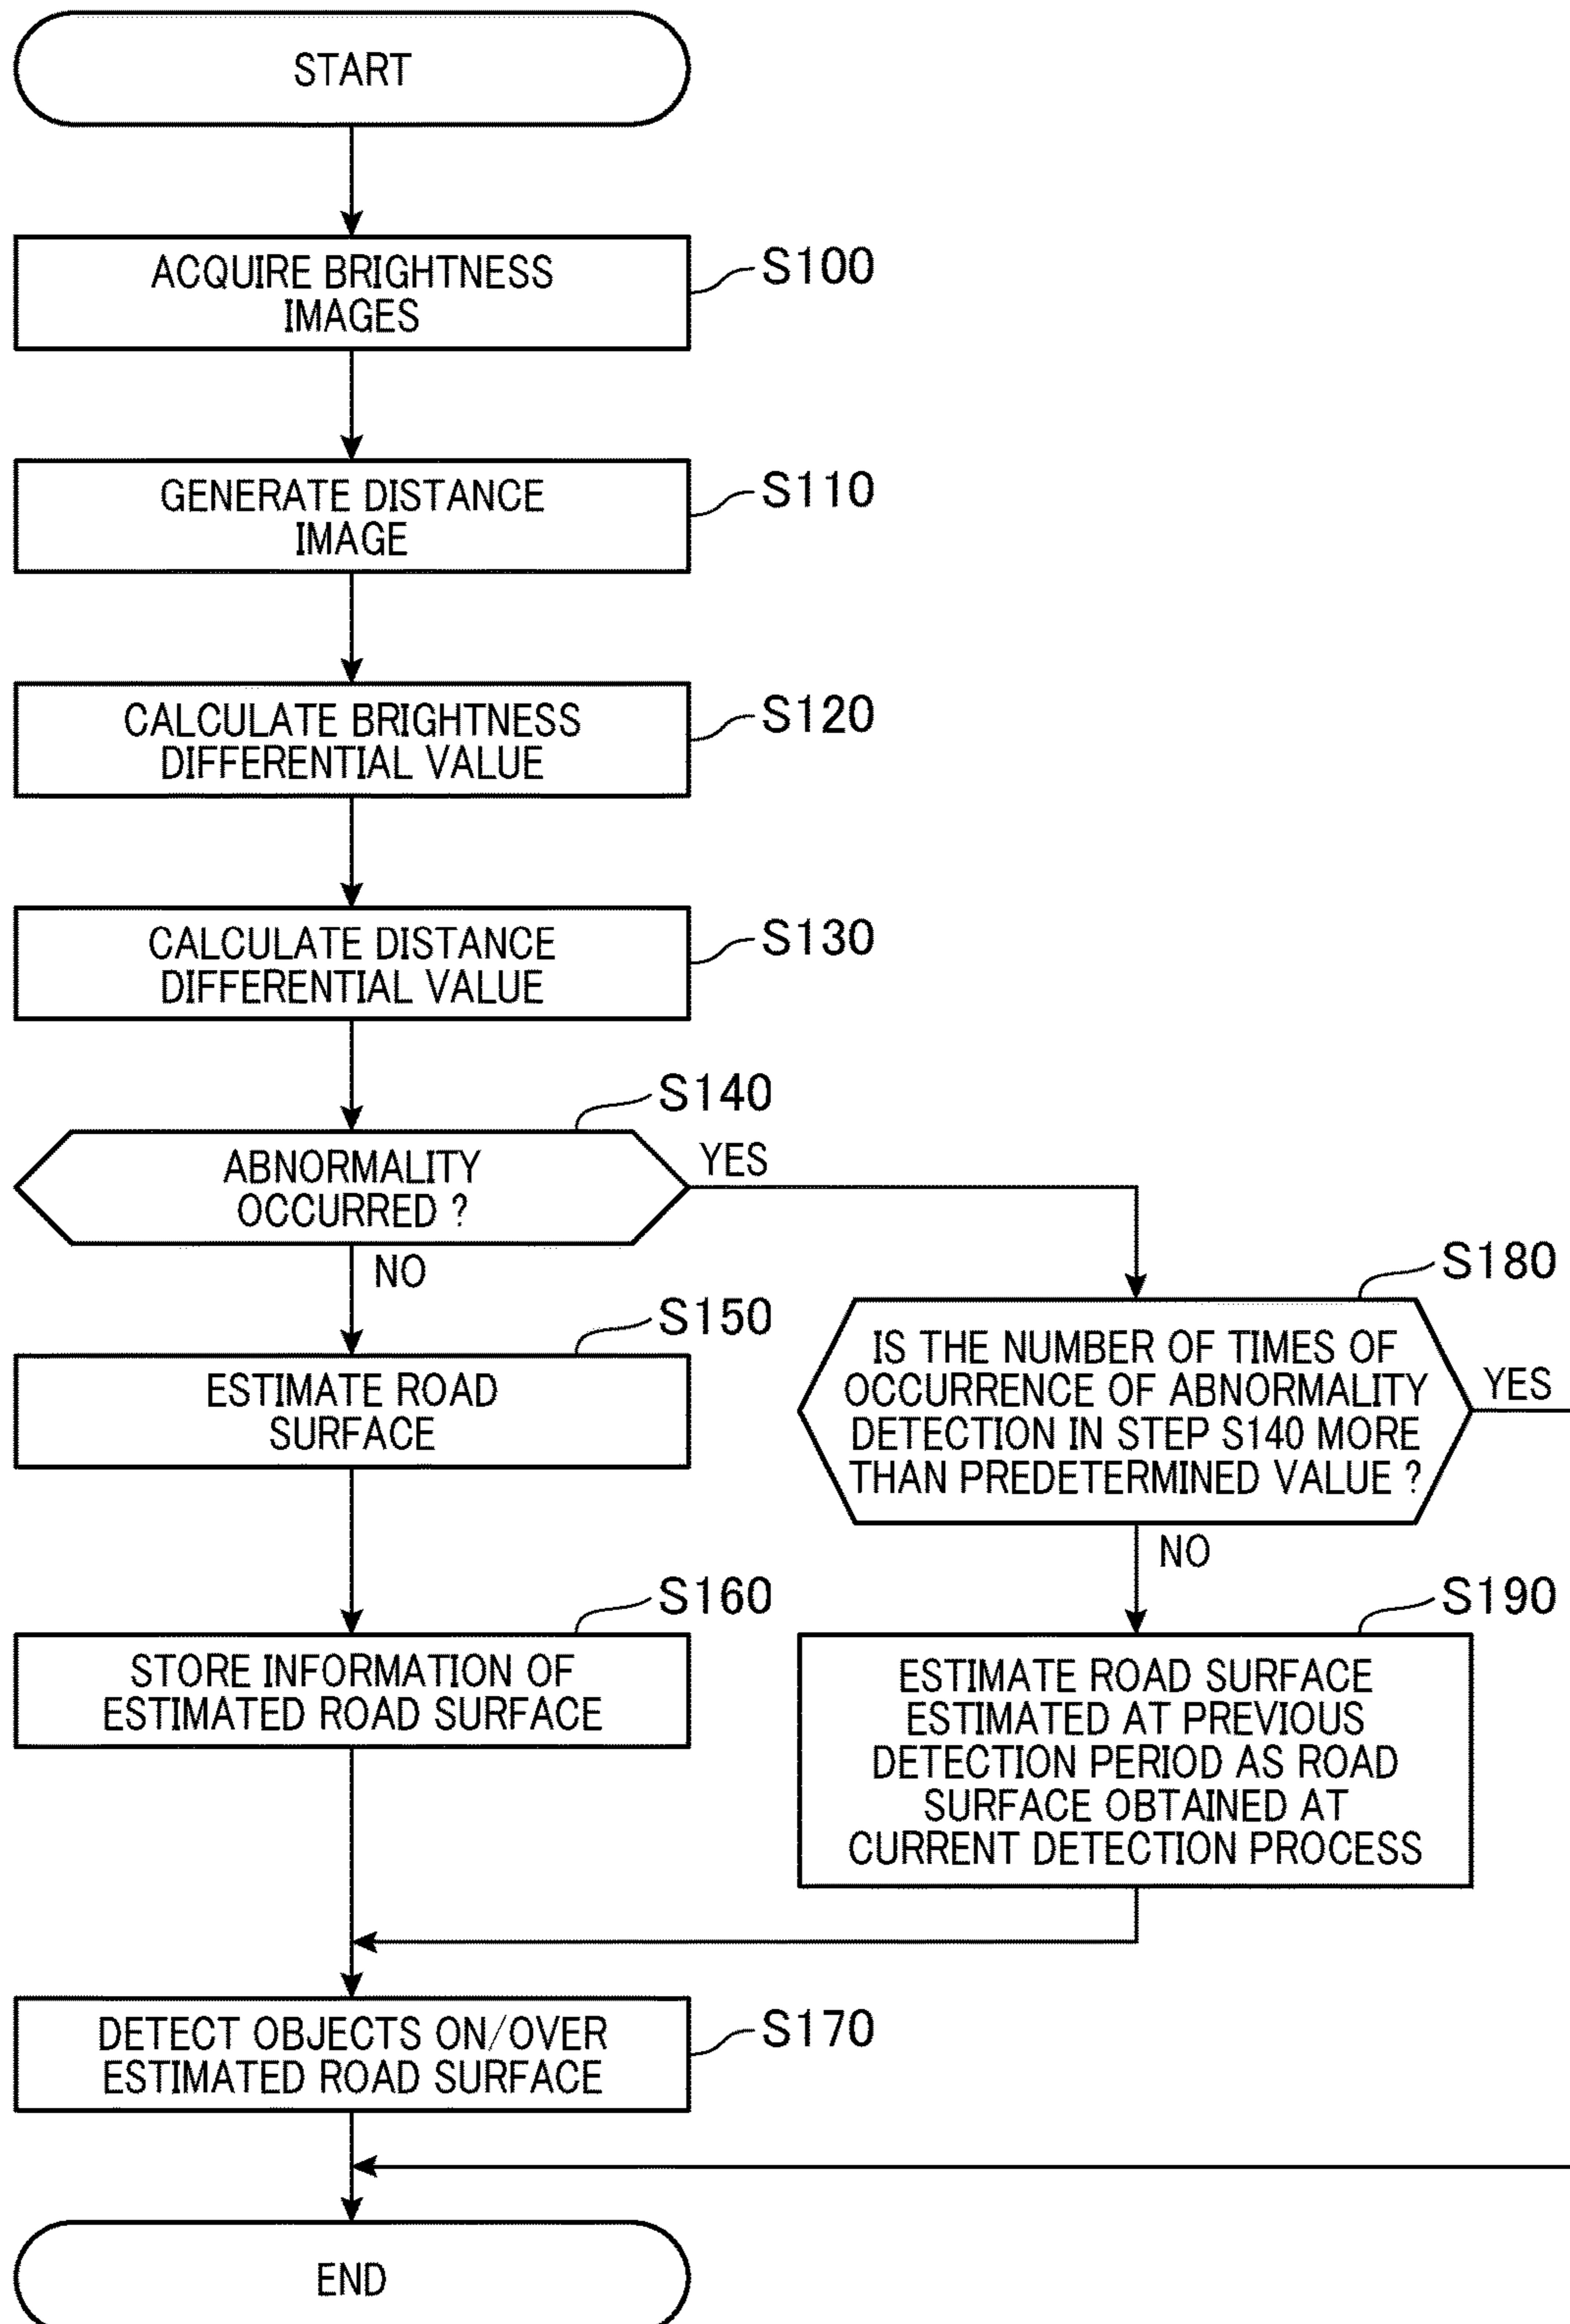 START
ACQUIRE BRIGHTNESS
IMAGES
S100
GENERATE DISTANCE
IMAGE
S110
CALCULATE BRIGHTNESS
DIFFERENTIAL VALUE
S120
CALCULATE DISTANCE
DIFFERENTIAL VALUE
S130
S140
ABNORMALITY
OCCURRED ?
YES
NO
S150
ESTIMATE ROAD
SURFACE
S180
IS THE NUMBER OF TIMES OF
OCCURRENCE OF ABNORMALITY
DETECTION IN STEP S140 MORE
THAN PREDETERMINED VALUE ?
YES
NO
S160
STORE INFORMATION OF
ESTIMATED ROAD SURFACE
S190
ESTIMATE ROAD SURFACE
ESTIMATED AT PREVIOUS
DETECTION PERIOD AS ROAD
SURFACE OBTAINED AT
CURRENT DETECTION PROCESS
DETECT OBJECTS ON/OVER
ESTIMATED ROAD SURFACE
S170
END